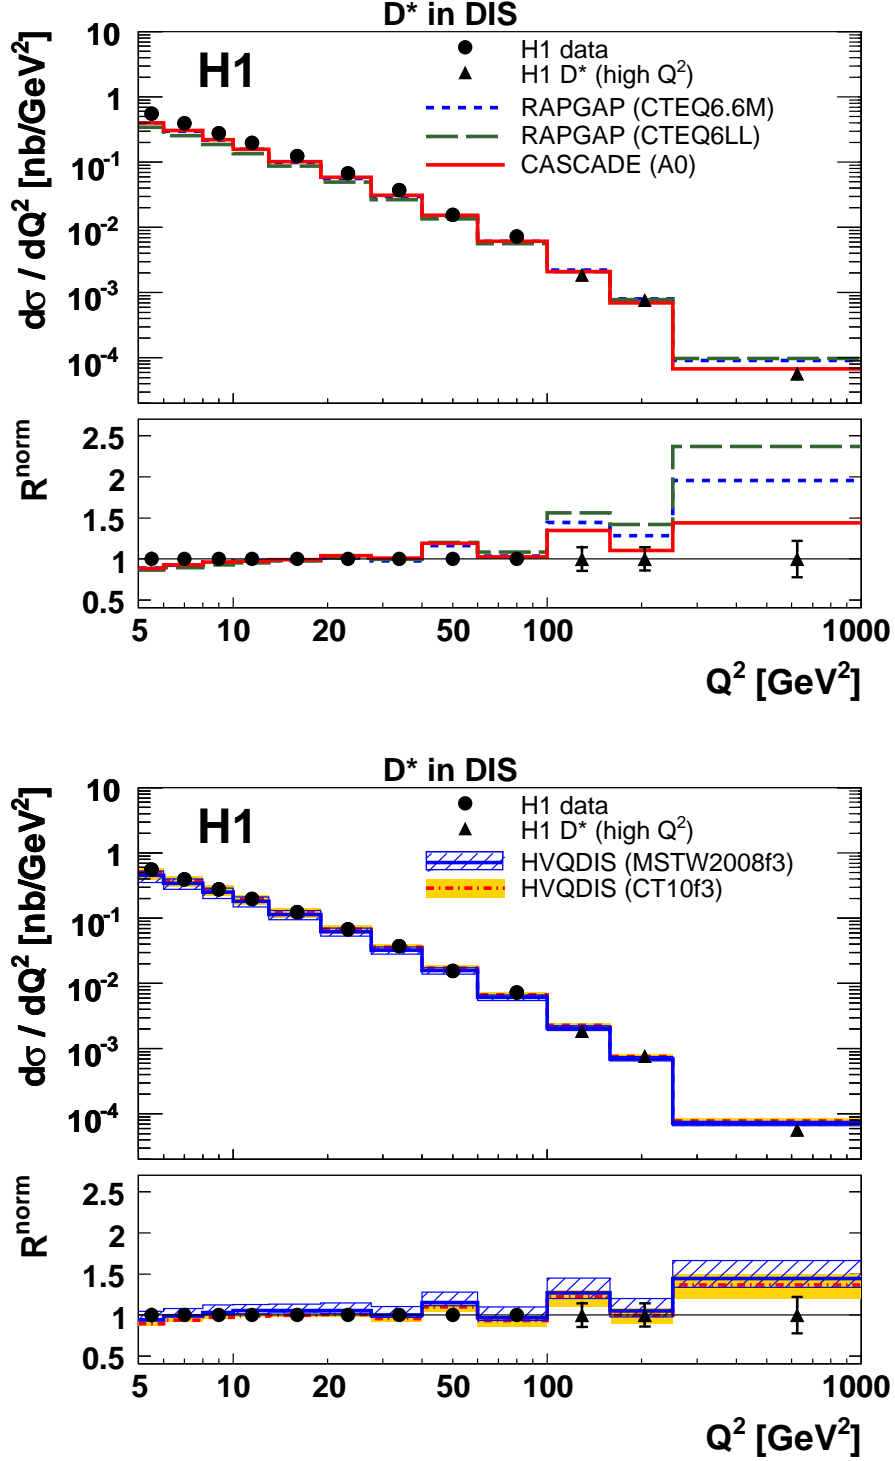 D* in DIS
H1
H1 data
H1 D* (high Q²)
RAPGAP (CTEQ6.6M)
RAPGAP (CTEQ6LL)
CASCADE (A0)
dσ / dQ² [nb/GeV²]
10
1
10⁻¹
10⁻²
10⁻³
10⁻⁴
R^norm
2.5
2
1.5
1
0.5
5 10 20 100 200 1000
Q² [GeV²]
D* in DIS
H1
H1 data
H1 D* (high Q²)
HVQDIS (MSTW2008f3)
HVQDIS (CT10f3)
dσ / dQ² [nb/GeV²]
10
1
10⁻¹
10⁻²
10⁻³
10⁻⁴
R^norm
2.5
2
1.5
1
0.5
5 10 20 100 200 1000
Q² [GeV²]